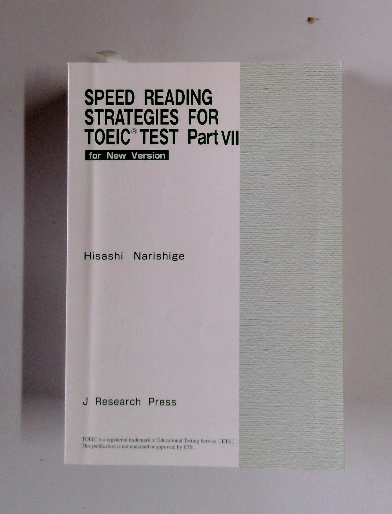 SPEED READING
STRATEGIES FOR
TOEIC® TEST Part VII
for New Version
Hisashi Narishige
J Research Press
TOEIC is a registered trademark of Educational Testing Service (ETS).
This publication is not endorsed or approved by ETS.